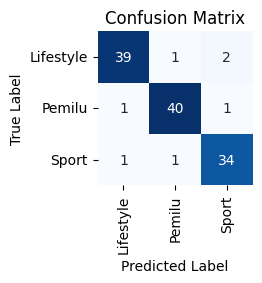 Confusion Matrix
True Label
Lifestyle 39 1 2
Pemilu 1 40 1
Sport 1 1 34
Lifestyle Pemilu Sport
Predicted Label